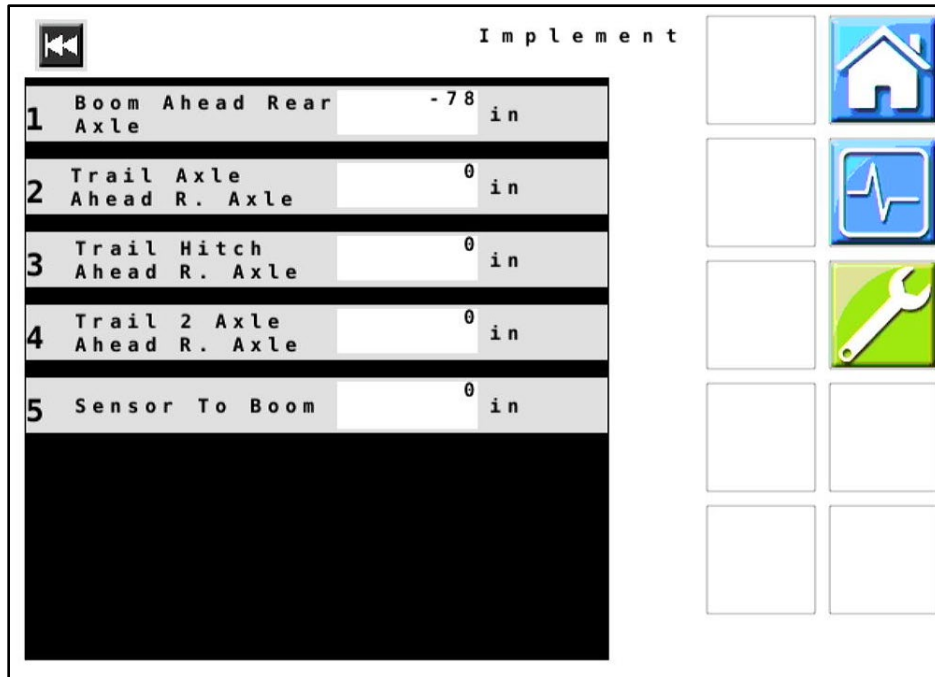 Implement
1 Boom Ahead Rear -78 in
Axle
2 Trail Axle 0 in
Ahead R. Axle
3 Trail Hitch 0 in
Ahead R. Axle
4 Trail 2 Axle 0 in
Ahead R. Axle
5 Sensor To Boom 0 in